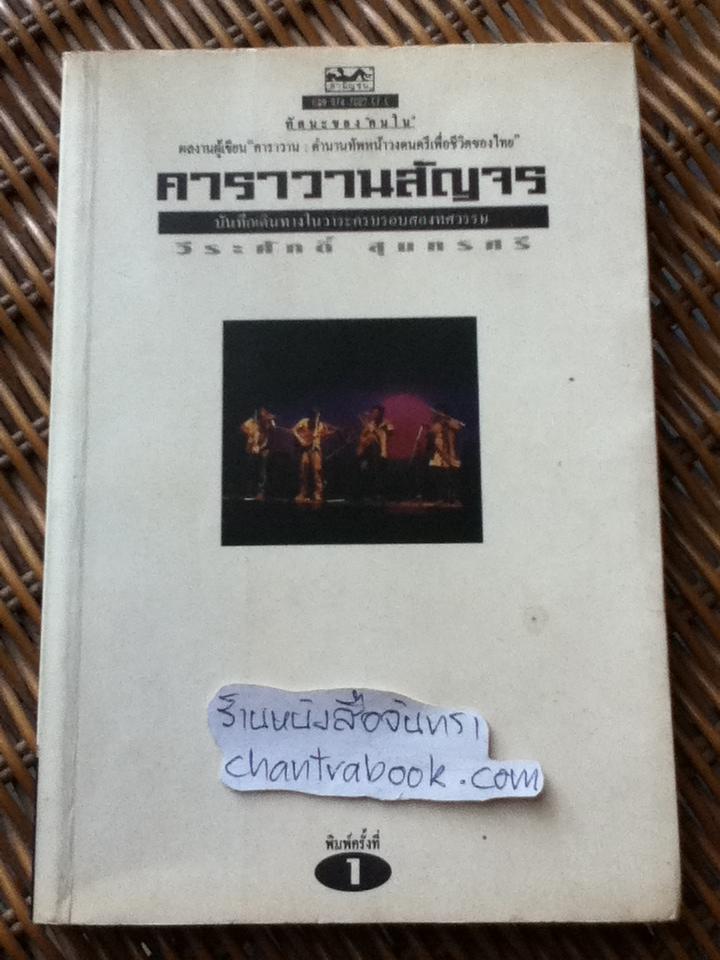 สามัญชน
ทัศนะของ"คนใน"
ผลงานผู้เขียน"คาราวาน : ตำนานทัพหน้าวงดนตรีเพื่อชีวิตของไทย"
คาราวานสัญจร
บันทึกเดินทางในวาระครบรอบสองทศวรรษ
วีระศักดิ์ สุนทรศรี
ร้านหนังสือจันทรา
chantrabook.com
พิมพ์ครั้งที่
1